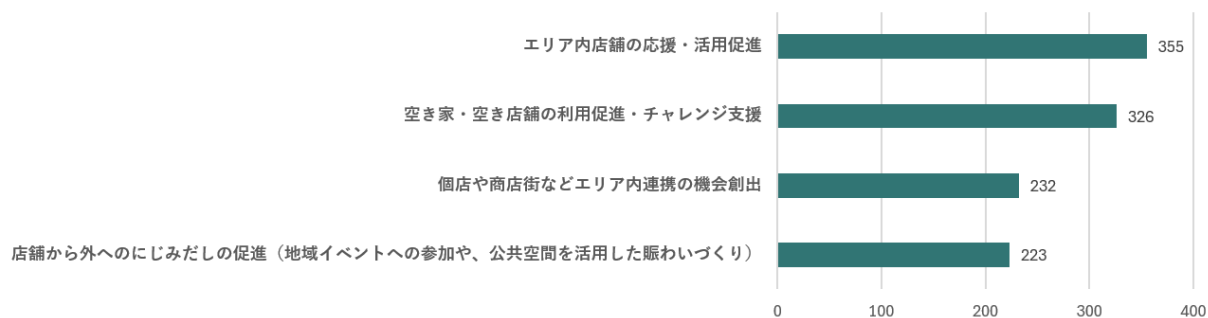 エリア内店舗の応援・活用促進 355
空き家・空き店舗の利用促進・チャレンジ支援 326
個店や商店街などエリア内連携の機会創出 232
店舗から外へのにじみだしの促進（地域イベントへの参加や、公共空間を活用した賑わいづくり） 223
0 100 200 300 400